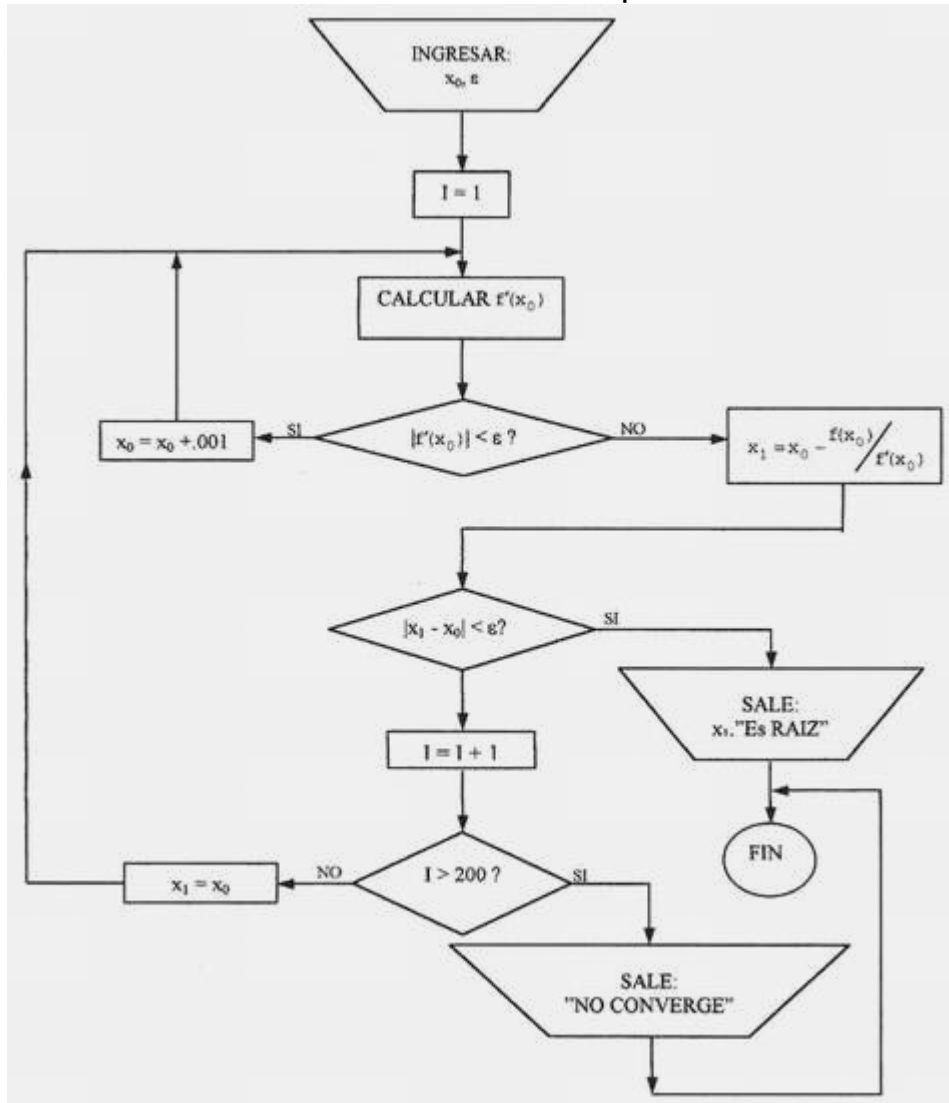 INGRESAR:
x₀, ε
I = 1
CALCULAR f'(x₀)
|f'(x₀)| < ε ?
SI
x₀ = x₀ +.001
NO
x₁ = x₀ - f(x₀)/f'(x₀)
|x₁ - x₀| < ε?
SI
SALE:
x₁."Es RAIZ"
I = I + 1
FIN
I > 200 ?
NO
x₁ = x₀
SI
SALE:
"NO CONVERGE"